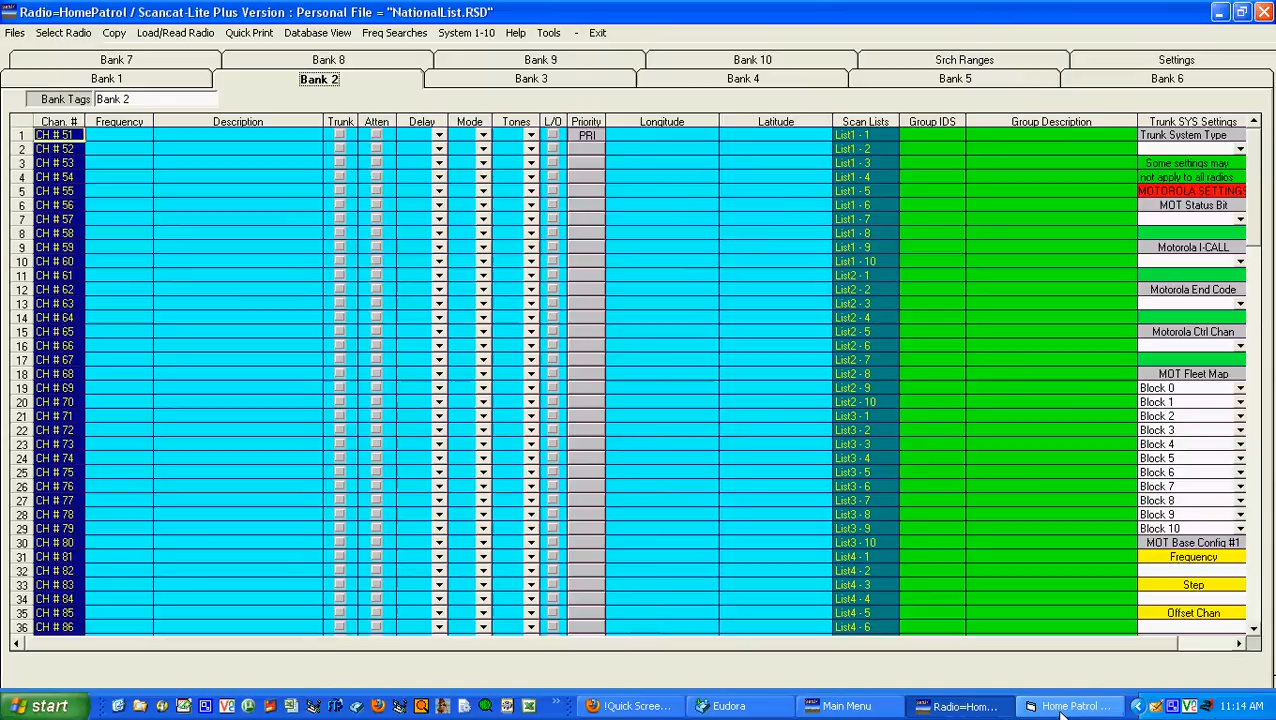 Radio=HomePatrol / Scancat-Lite Plus Version : Personal File = "NationalList.RSD"
Files Select Radio Copy Load/Read Radio Quick Print Database View Freq Searches System 1-10 Help Tools - Exit
Bank 7 Bank 8 Bank 9 Bank 10 Srch Ranges Settings
Bank 1 Bank 2 Bank 3 Bank 4 Bank 5 Bank 6
Bank Tags Bank 2
Chan. # Frequency Description Trunk Atten Delay Mode Tones L/O Priority Longitude Latitude Scan Lists Group IDS Group Description Trunk SYS Settings
1 CH # 51 PRI List1 - 1 Trunk System Type
2 CH # 52 List1 - 2
3 CH # 53 List1 - 3 Some settings may
4 CH # 54 List1 - 4 not apply to all radios
5 CH # 55 List1 - 5 MOTOROLA SETTINGS
6 CH # 56 List1 - 6 MOT Status Bit
7 CH # 57 List1 - 7
8 CH # 58 List1 - 8
9 CH # 59 List1 - 9 Motorola I-CALL
10 CH # 60 List1 - 10
11 CH # 61 List2 - 1
12 CH # 62 List2 - 2 Motorola End Code
13 CH # 63 List2 - 3
14 CH # 64 List2 - 4
15 CH # 65 List2 - 5 Motorola Ctrl Chan
16 CH # 66 List2 - 6
17 CH # 67 List2 - 7
18 CH # 68 List2 - 8 MOT Fleet Map
19 CH # 69 List2 - 9 Block 0
20 CH # 70 List2 - 10 Block 1
21 CH # 71 List3 - 1 Block 2
22 CH # 72 List3 - 2 Block 3
23 CH # 73 List3 - 3 Block 4
24 CH # 74 List3 - 4 Block 5
25 CH # 75 List3 - 5 Block 6
26 CH # 76 List3 - 6 Block 7
27 CH # 77 List3 - 7 Block 8
28 CH # 78 List3 - 8 Block 9
29 CH # 79 List3 - 9 Block 10
30 CH # 80 List3 - 10 MOT Base Config #1
31 CH # 81 List4 - 1 Frequency
32 CH # 82 List4 - 2
33 CH # 83 List4 - 3 Step
34 CH # 84 List4 - 4
35 CH # 85 List4 - 5 Offset Chan
36 CH # 86 List4 - 6
start !Quick Scree... Eudora Main Menu Radio=Hom... Home Patrol ... 11:14 AM